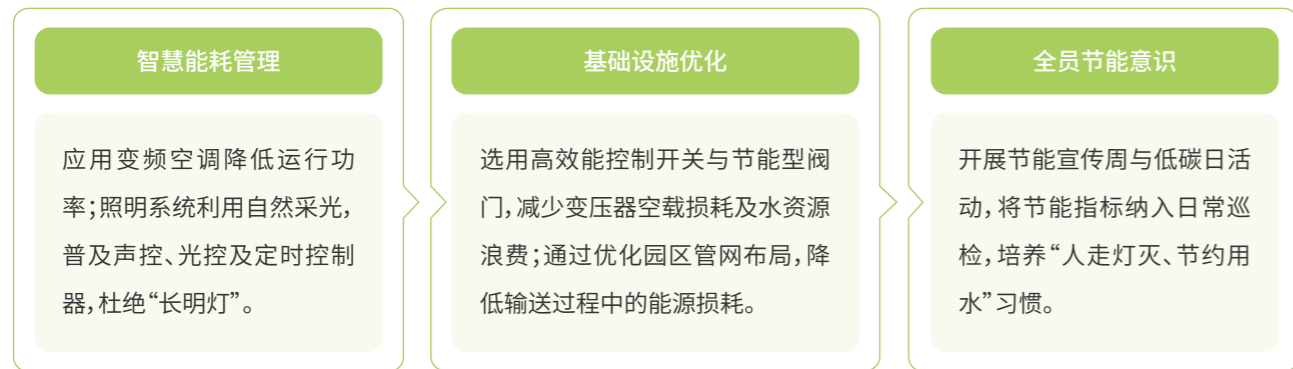 智慧能耗管理
应用变频空调降低运行功
率；照明系统利用自然采光，
普及声控、光控及定时控制
器，杜绝“长明灯”。
基础设施优化
选用高效能控制开关与节能型阀
门，减少变压器空载损耗及水资源
浪费；通过优化园区管网布局，降
低输送过程中的能源损耗。
全员节能意识
开展节能宣传周与低碳日活
动，将节能指标纳入日常巡
检，培养“人走灯灭、节约用
水”习惯。